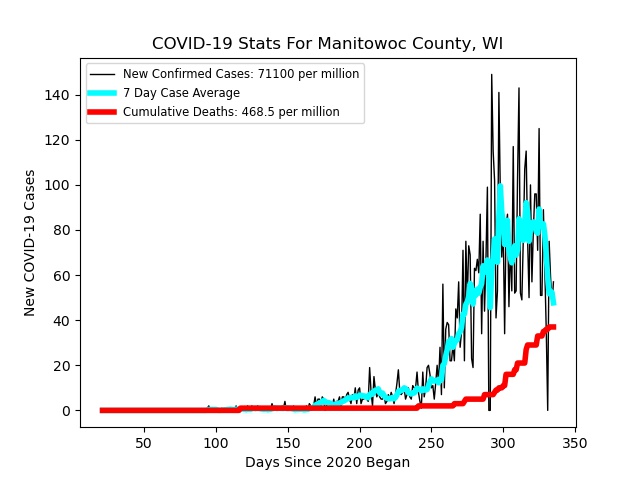 COVID-19 Stats For Manitowoc County, WI
New Confirmed Cases: 71100 per million
7 Day Case Average
Cumulative Deaths: 468.5 per million
New COVID-19 Cases
140
120
100
80
60
40
20
0
50
100
150
200
250
300
350
Days Since 2020 Began